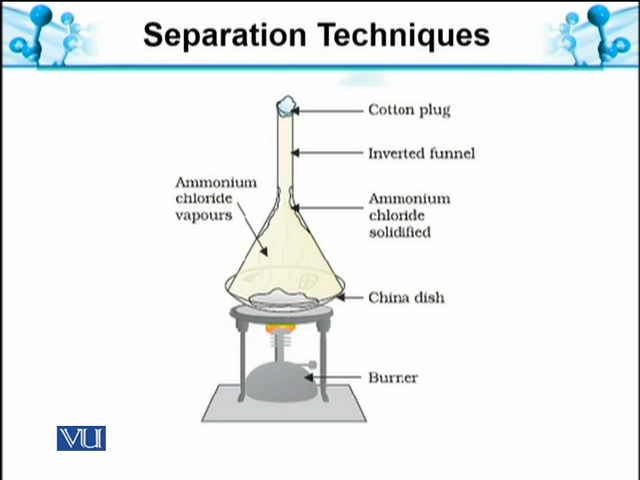 Separation Techniques
Cotton plug
Inverted funnel
Ammonium
chloride
vapours
Ammonium
chloride
solidified
China dish
Burner
VU